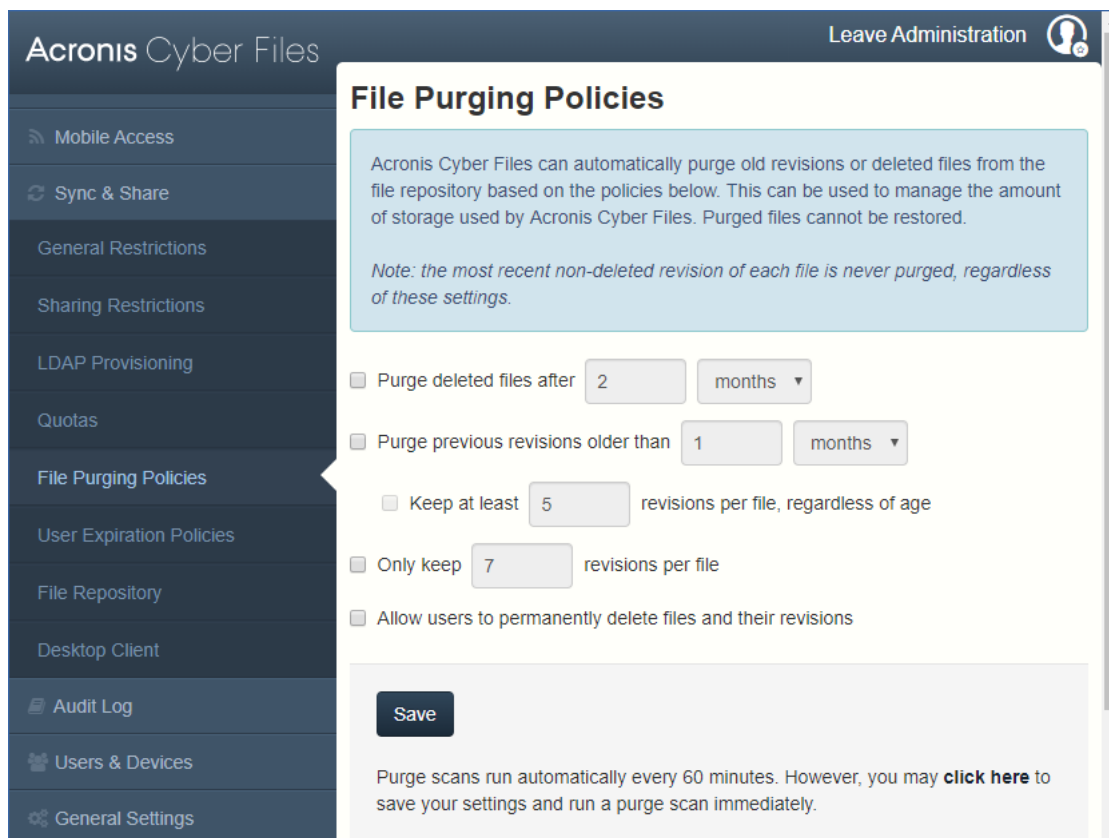 Acronis Cyber Files
Leave Administration
Mobile Access
Sync & Share
General Restrictions
Sharing Restrictions
LDAP Provisioning
Quotas
File Purging Policies
User Expiration Policies
File Repository
Desktop Client
Audit Log
Users & Devices
General Settings
File Purging Policies
Acronis Cyber Files can automatically purge old revisions or deleted files from the
file repository based on the policies below. This can be used to manage the amount
of storage used by Acronis Cyber Files. Purged files cannot be restored.
Note: the most recent non-deleted revision of each file is never purged, regardless
of these settings.
Purge deleted files after 2 months
Purge previous revisions older than 1 months
Keep at least 5 revisions per file, regardless of age
Only keep 7 revisions per file
Allow users to permanently delete files and their revisions
Save
Purge scans run automatically every 60 minutes. However, you may click here to
save your settings and run a purge scan immediately.